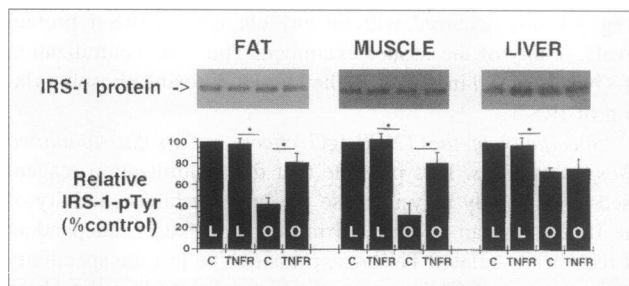 FAT MUSCLE LIVER
IRS-1 protein ->
100
80
60
40
20
0
Relative
IRS-1-pTyr
(%control)
* * * * *
L L O O L L O O L L O O
C TNFR C TNFR C TNFR C TNFR C TNFR C TNFR